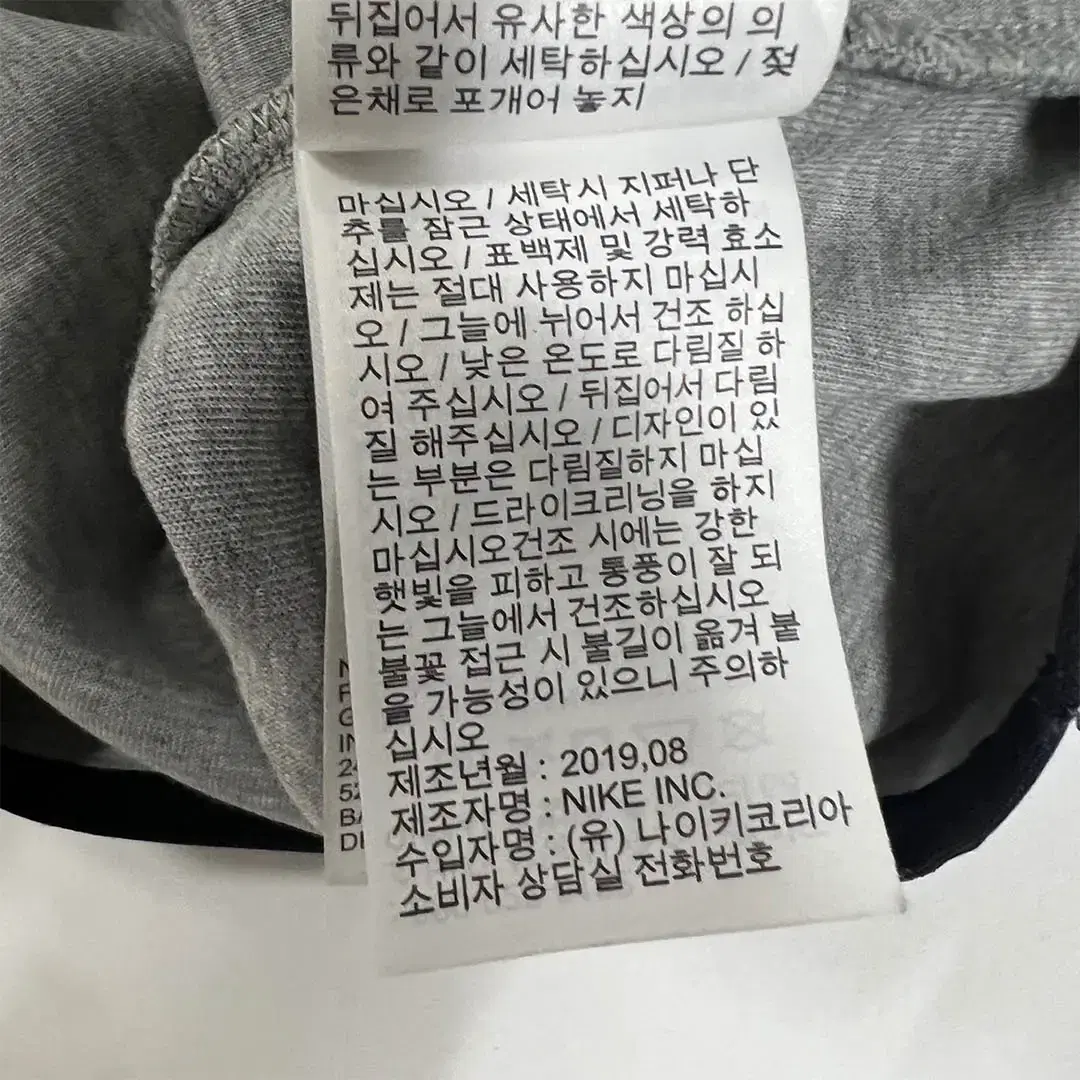 뒤집어서 유사한 색상의 의
류와 같이 세탁하십시오 / 젖
은채로 포개어 놓지
마십시오 / 세탁시 지퍼나 단
추를 잠근 상태에서 세탁하
십시오 / 표백제 및 강력 효소
제는 절대 사용하지 마십시
오 / 그늘에 뉘어서 건조 하십
시오 / 낮은 온도로 다림질 하
여 주십시오 / 뒤집어서 다림
질 해주십시오 / 디자인이 있
는 부분은 다림질하지 마십
시오 / 드라이크리닝을 하지
마십시오건조 시에는 강한
햇빛을 피하고 통풍이 잘 되
는 그늘에서 건조하십시오
불꽃 접근 시 불길이 옮겨 붙
을 가능성이 있으니 주의하
십시오
제조년월 : 2019,08
제조자명 : NIKE INC.
수입자명 : (유) 나이키코리아
소비자 상담실 전화번호